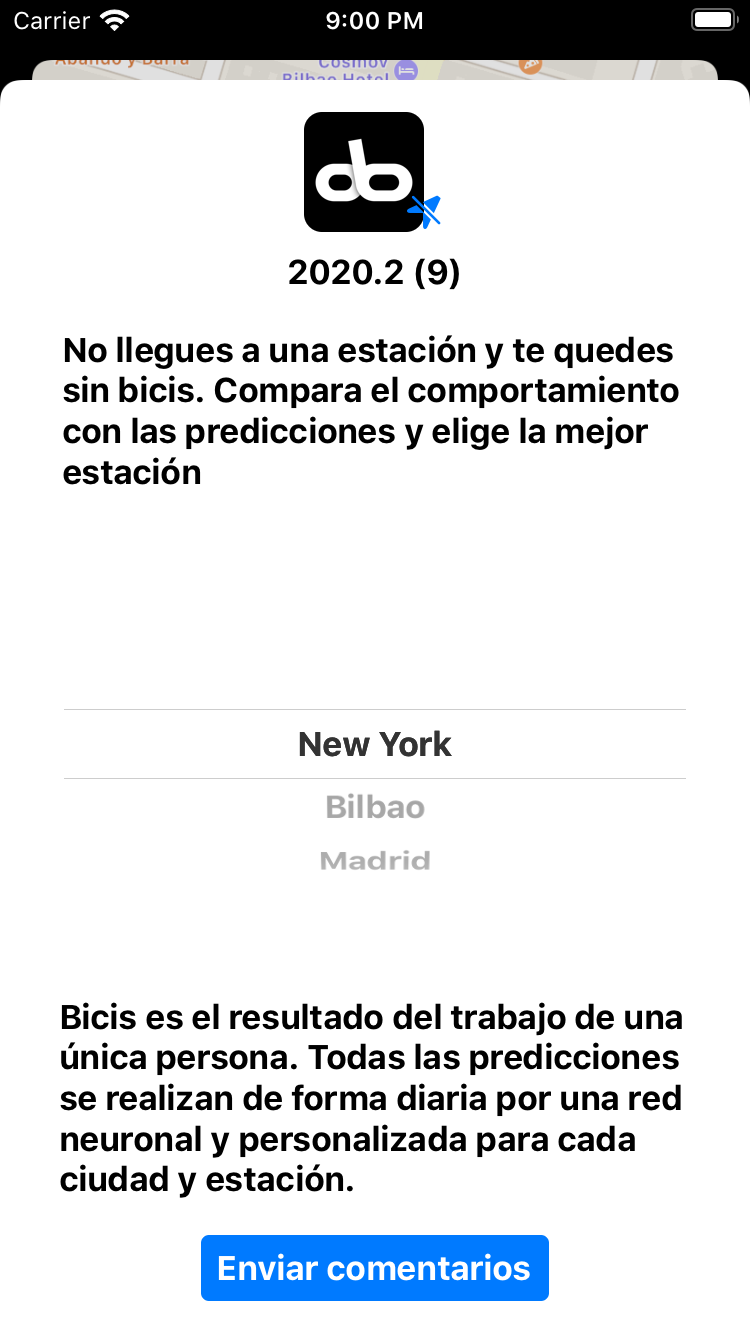 Carrier
9:00 PM
Abando y Barra
Cosmov
Bilbao Hotel
2020.2 (9)
No llegues a una estación y te quedes
sin bicis. Compara el comportamiento
con las predicciones y elige la mejor
estación
New York
Bilbao
Madrid
Bicis es el resultado del trabajo de una
única persona. Todas las predicciones
se realizan de forma diaria por una red
neuronal y personalizada para cada
ciudad y estación.
Enviar comentarios